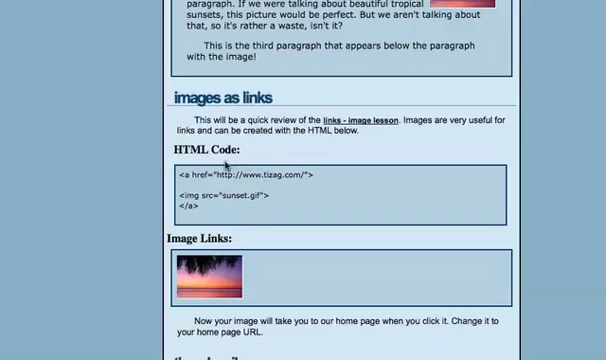 paragraph. If we were talking about beautiful tropical
sunsets, this picture would be perfect. But we aren't talking about
that, so it's rather a waste, isn't it?
This is the third paragraph that appears below the paragraph
with the image!
images as links
This will be a quick review of the links - image lesson. Images are very useful for
links and can be created with the HTML below.
HTML Code:
<a href="http://www.tizag.com/">
<img src="sunset.gif">
</a>
Image Links:
Now your image will take you to our home page when you click it. Change it to
your home page URL.